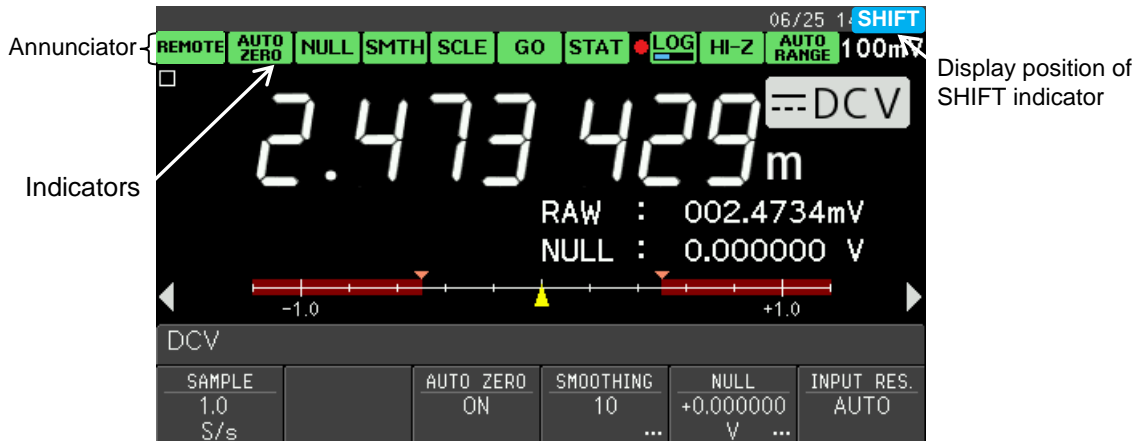 06/25 1 SHIFT
Annunciator
REMOTE AUTO ZERO NULL SMTH SCLE GO STAT LOG HI-Z AUTO RANGE 100mV
Display position of
SHIFT indicator
DCV
2.473 429m
Indicators
RAW : 002.4734mV
NULL : 0.000000 V
-1.0 +1.0
DCV
SAMPLE AUTO ZERO SMOOTHING NULL INPUT RES.
1.0 ON 10 +0.000000 AUTO
S/s ... V ...